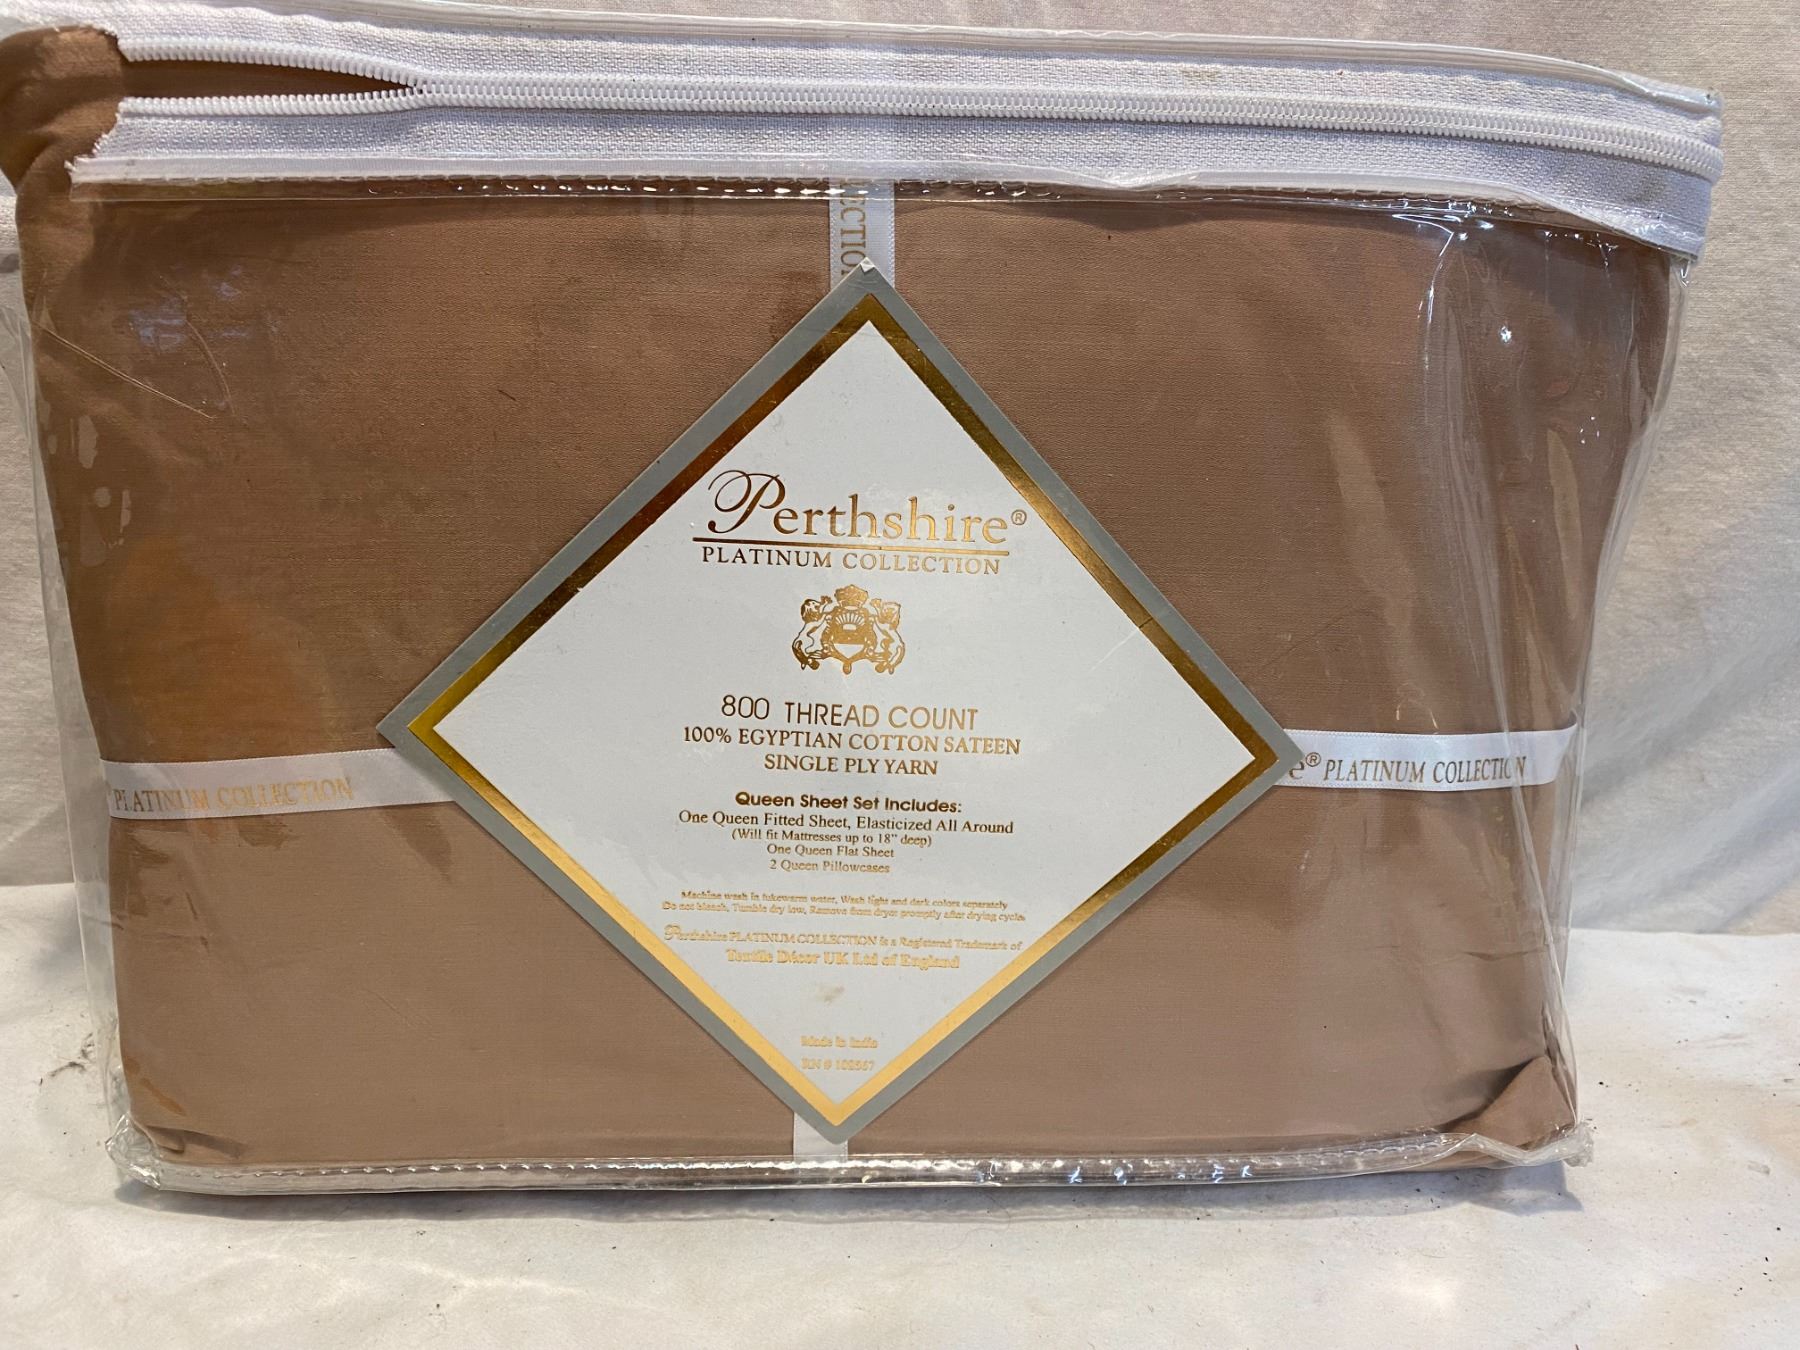 ECTION
Perthshire®
PLATINUM COLLECTION
800 THREAD COUNT
100% EGYPTIAN COTTON SATEEN
SINGLE PLY YARN
Queen Sheet Set Includes:
One Queen Fitted Sheet, Elasticized All Around
(Will fit Mattresses up to 18" deep)
One Queen Flat Sheet
2 Queen Pillowcases
Machine wash in lukewarm water, Wash light and dark colors separately
Do not bleach, Tumble dry low, Remove from dryer promptly after drying cycle.
Perthshire PLATINUM COLLECTION is a Registered Trademark of
Textile Décor UK Ltd of England
Made in India
RN # 102567
PLATINUM COLLECTION
e® PLATINUM COLLECTION